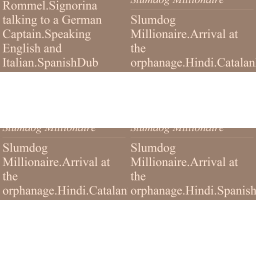 Rommel.Signorina
talking to a German
Captain.Speaking
English and
Italian.SpanishDub
Slumdog Millionaire
Slumdog
Millionaire.Arrival at
the
orphanage.Hindi.Catalan
Slumdog Millionaire
Slumdog
Millionaire.Arrival at
the
orphanage.Hindi.Catalan
Slumdog Millionaire
Slumdog
Millionaire.Arrival at
the
orphanage.Hindi.Spanish